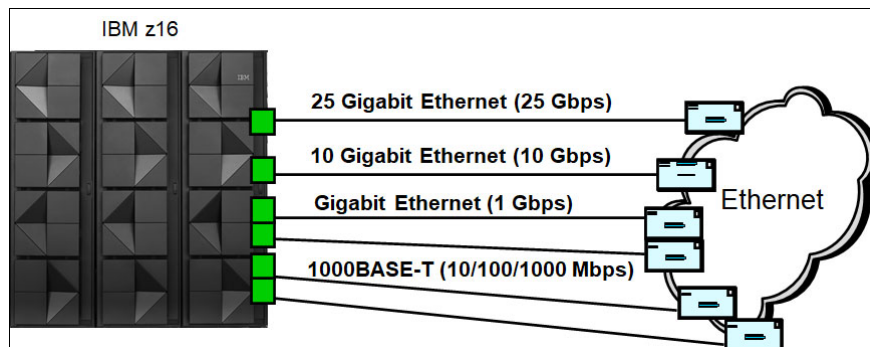 IBM z16
IBM
25 Gigabit Ethernet (25 Gbps)
10 Gigabit Ethernet (10 Gbps)
Gigabit Ethernet (1 Gbps)
Ethernet
1000BASE-T (10/100/1000 Mbps)